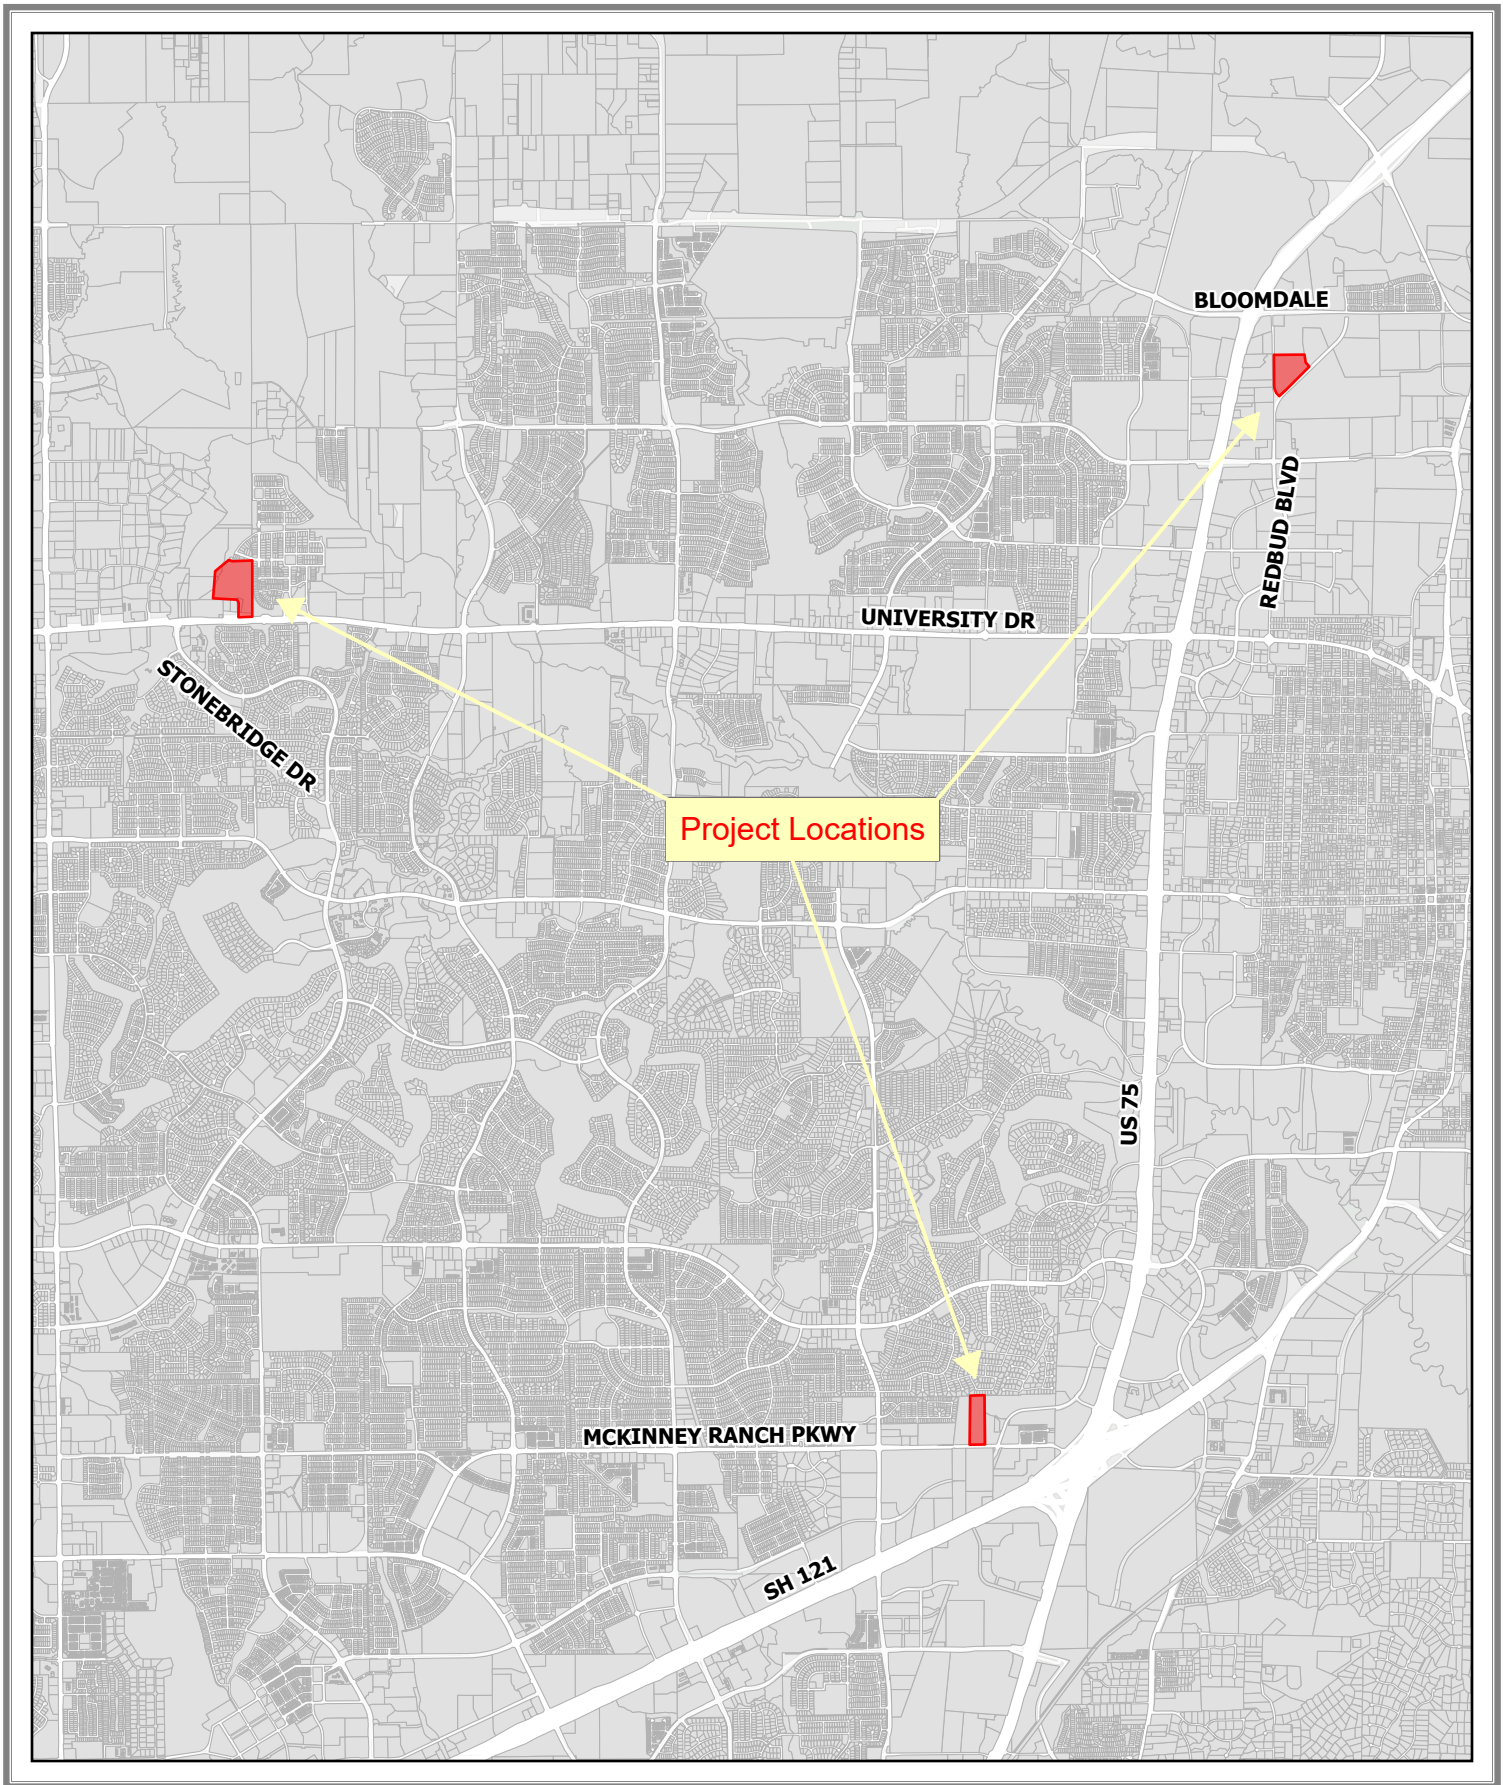 BLOOMDALE
REDBUD BLVD
UNIVERSITY DR
STONEBRIDGE DR
Project Locations
US 75
MCKINNEY RANCH PKWY
SH 121